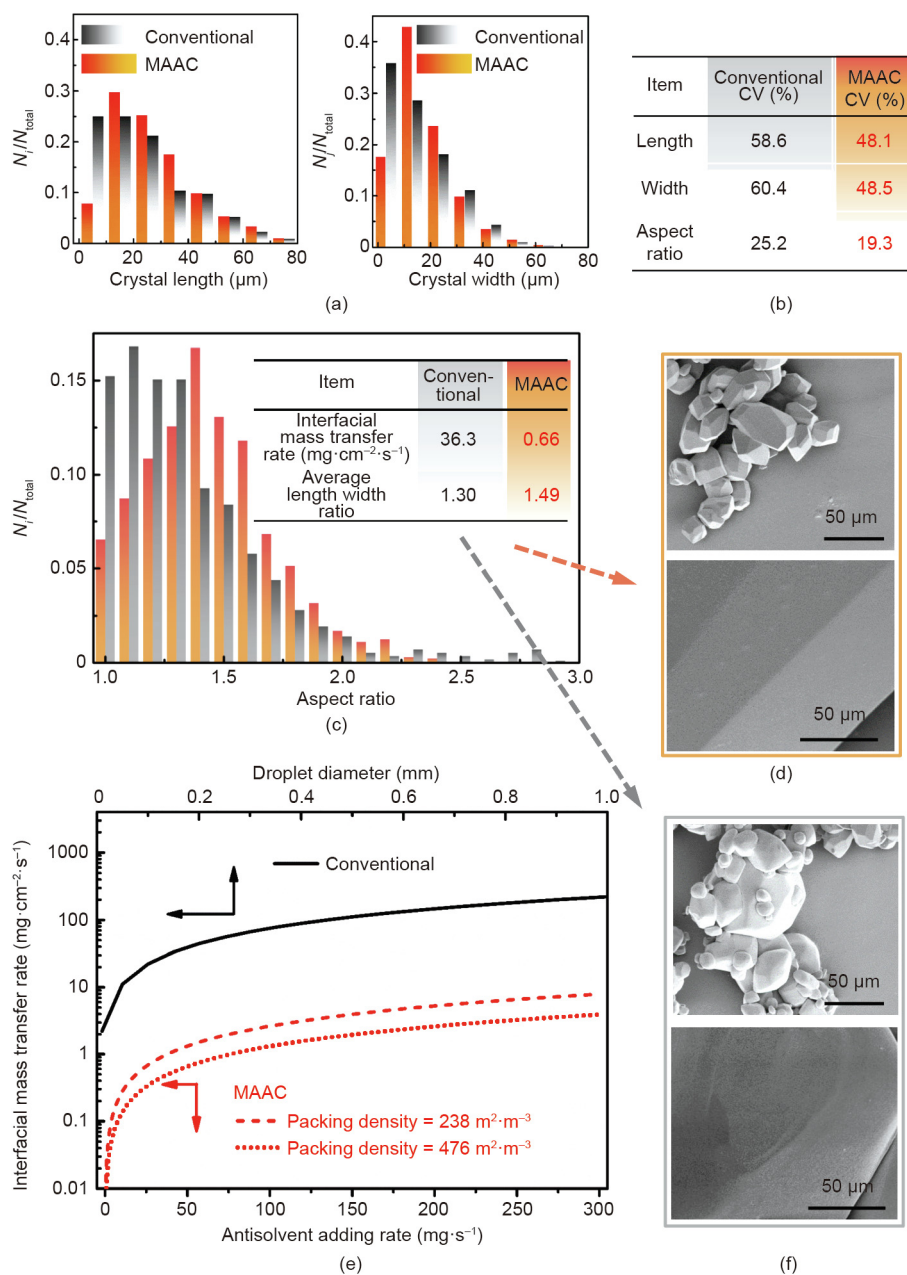 Conventional
MAAC
0.4
0.3
0.2
0.1
0
Ni/Ntotal
0 20 40 60 80
Crystal length (μm)
Conventional
MAAC
0.4
0.3
0.2
0.1
0
Nj/Ntotal
0 20 40 60 80
Crystal width (μm)
(a)
Item Conventional CV (%) MAAC CV (%)
Length 58.6 48.1
Width 60.4 48.5
Aspect ratio 25.2 19.3
(b)
0.15
0.10
0.05
0
Ni/Ntotal
1.0 1.5 2.0 2.5 3.0
Aspect ratio
Item Conven-
tional MAAC
Interfacial
mass transfer
rate (mg·cm−2·s−1) 36.3 0.66
Average
length width
ratio 1.30 1.49
(c)
50 μm
50 μm
(d)
Droplet diameter (mm)
0 0.2 0.4 0.6 0.8 1.0
1000
100
10
1
0.1
0.01
Interfacial mass transfer rate (mg·cm−2·s−1)
Conventional
MAAC
Packing density = 238 m2·m−3
Packing density = 476 m2·m−3
0 50 100 150 200 250 300
Antisolvent adding rate (mg·s−1)
(e)
50 μm
50 μm
(f)